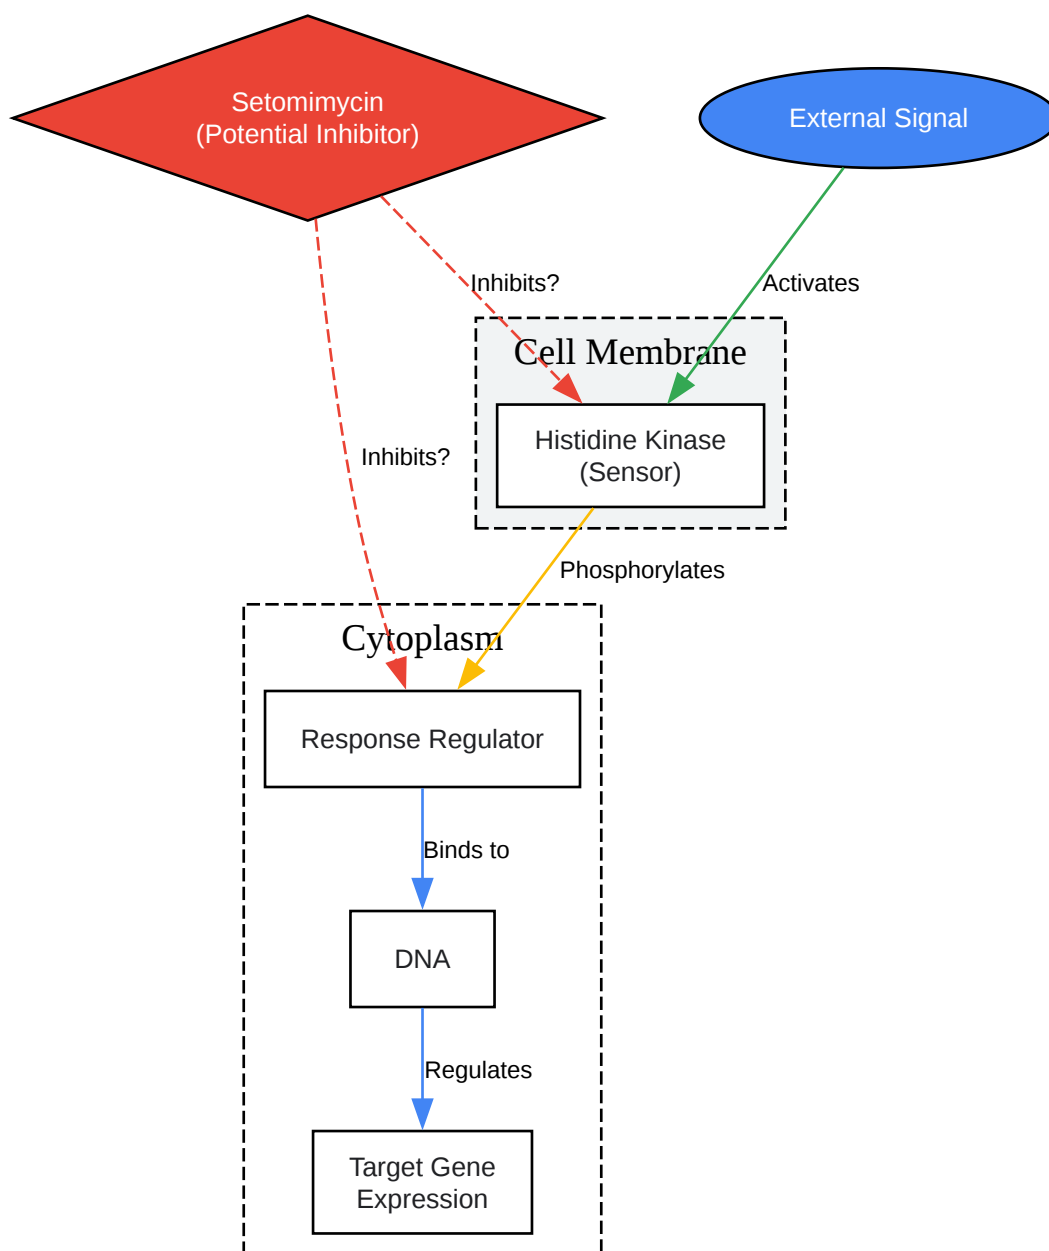 Setomimycin
(Potential Inhibitor)
External Signal
Inhibits?
Activates
Cell Membrane
Histidine Kinase
(Sensor)
Inhibits?
Phosphorylates
Cytoplasm
Response Regulator
Binds to
DNA
Regulates
Target Gene
Expression